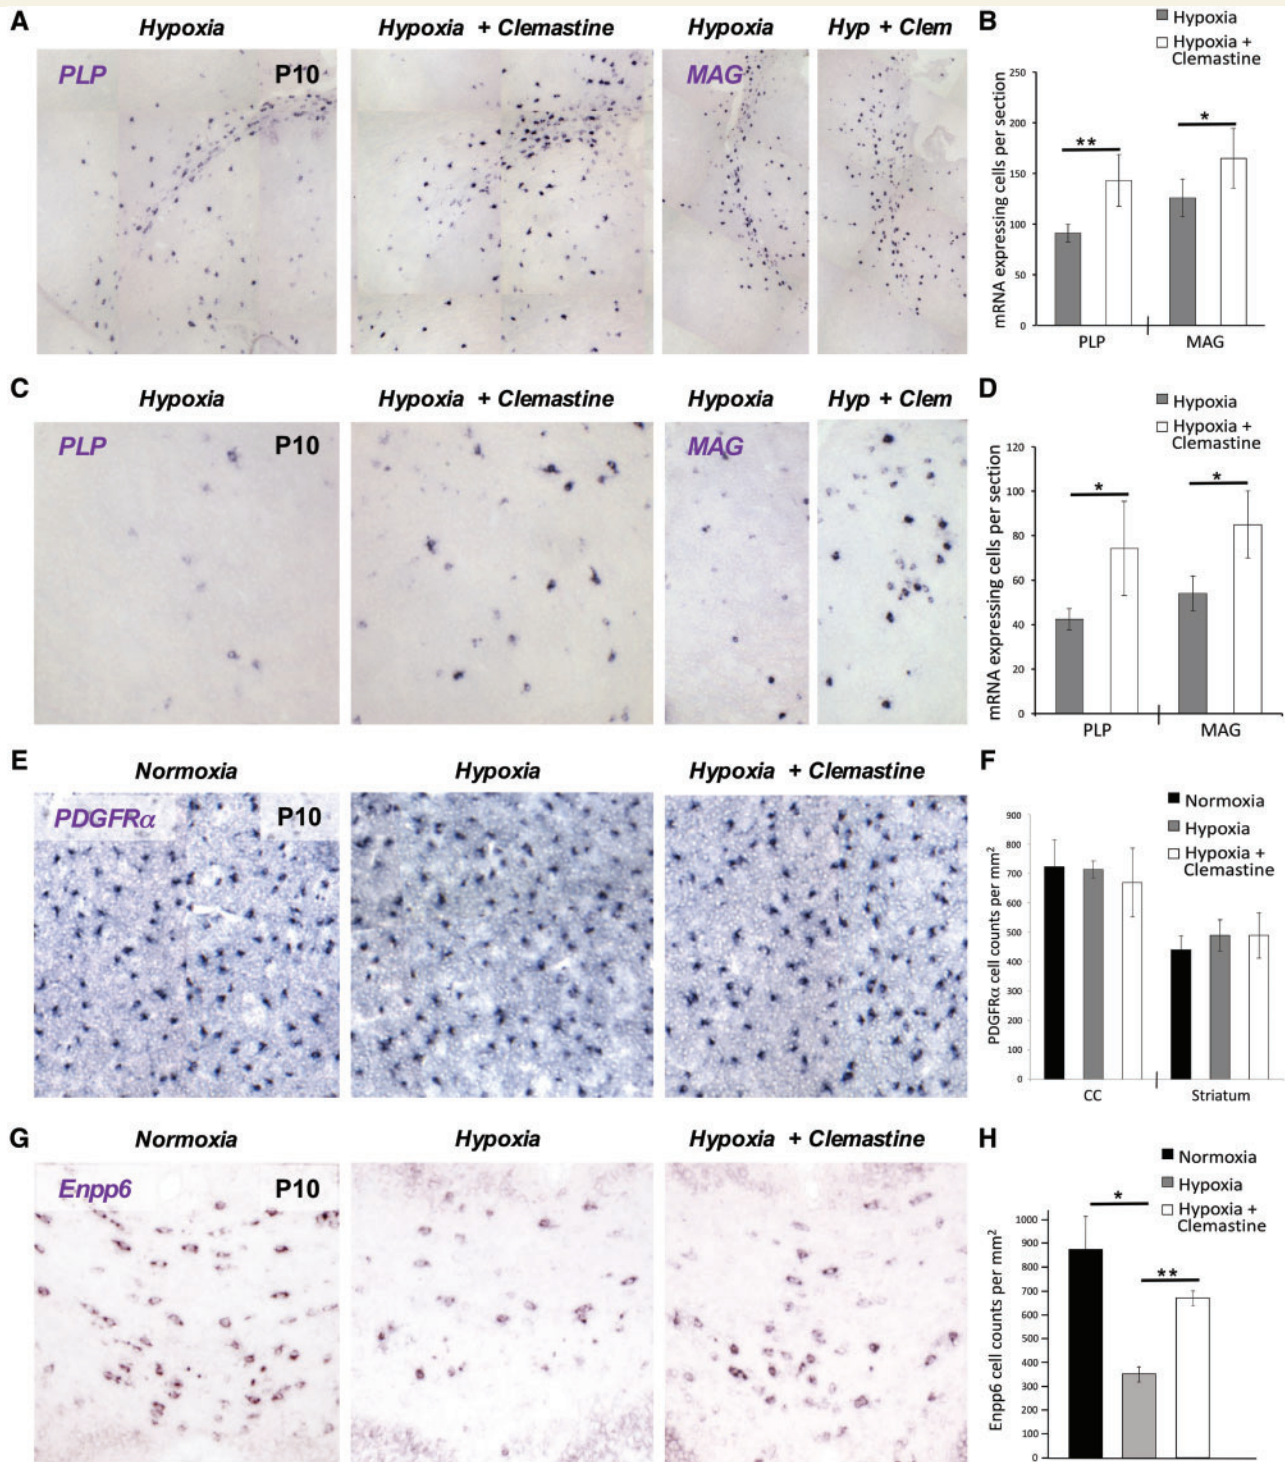 A
Hypoxia
Hypoxia + Clemastine
Hypoxia
Hyp + Clem
PLP
P10
MAG
B
Hypoxia
Hypoxia +
Clemastine
mRNA expressing cells per section
250
200
150
100
50
0
**
*
PLP
MAG
C
Hypoxia
Hypoxia + Clemastine
Hypoxia
Hyp + Clem
PLP
P10
MAG
D
Hypoxia
Hypoxia +
Clemastine
mRNA expressing cells per section
120
100
80
60
40
20
0
*
*
PLP
MAG
E
Normoxia
Hypoxia
Hypoxia + Clemastine
PDGFRα
P10
F
Normoxia
Hypoxia
Hypoxia +
Clemastine
PDGFRα cell counts per mm²
900
800
700
600
500
400
300
200
100
0
CC
Striatum
G
Normoxia
Hypoxia
Hypoxia + Clemastine
Enpp6
P10
H
Normoxia
Hypoxia
Hypoxia +
Clemastine
Enpp6 cell counts per mm²
1000
900
800
700
600
500
400
300
200
100
0
*
**